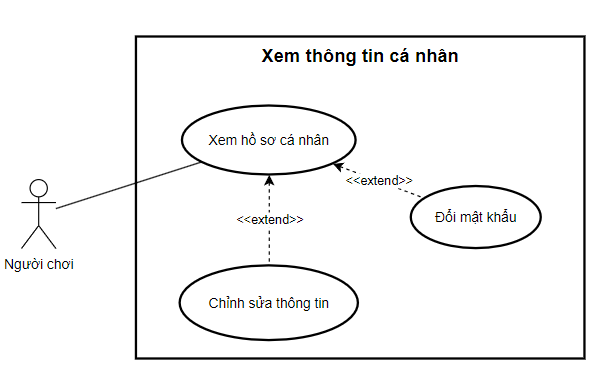 Xem thông tin cá nhân
Xem hồ sơ cá nhân
<<extend>>
Đổi mật khẩu
<<extend>>
Người chơi
Chỉnh sửa thông tin